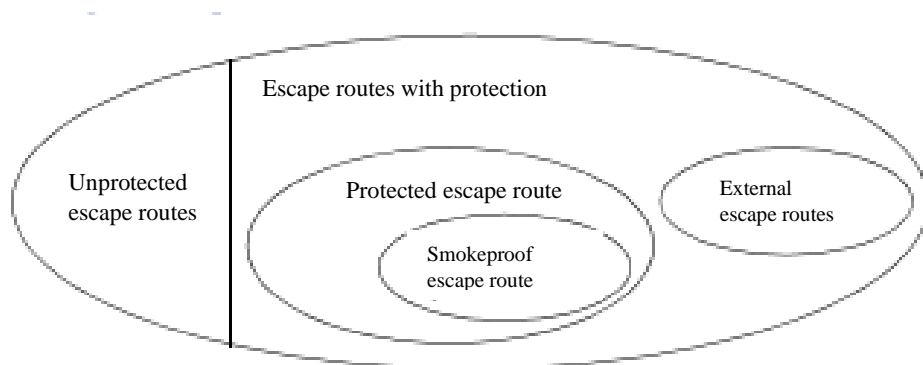 Escape routes with protection
Unprotected
escape routes
Protected escape route
External
escape routes
Smokeproof
escape route